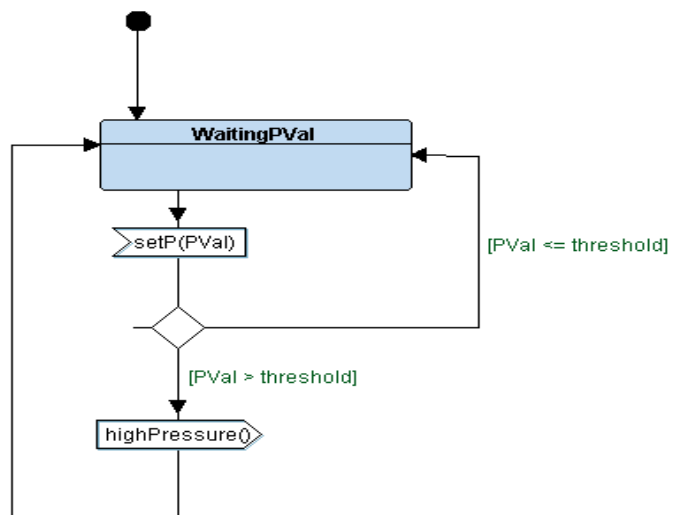 WaitingPVal
setP(PVal)
[PVal <= threshold]
[PVal > threshold]
highPressure()